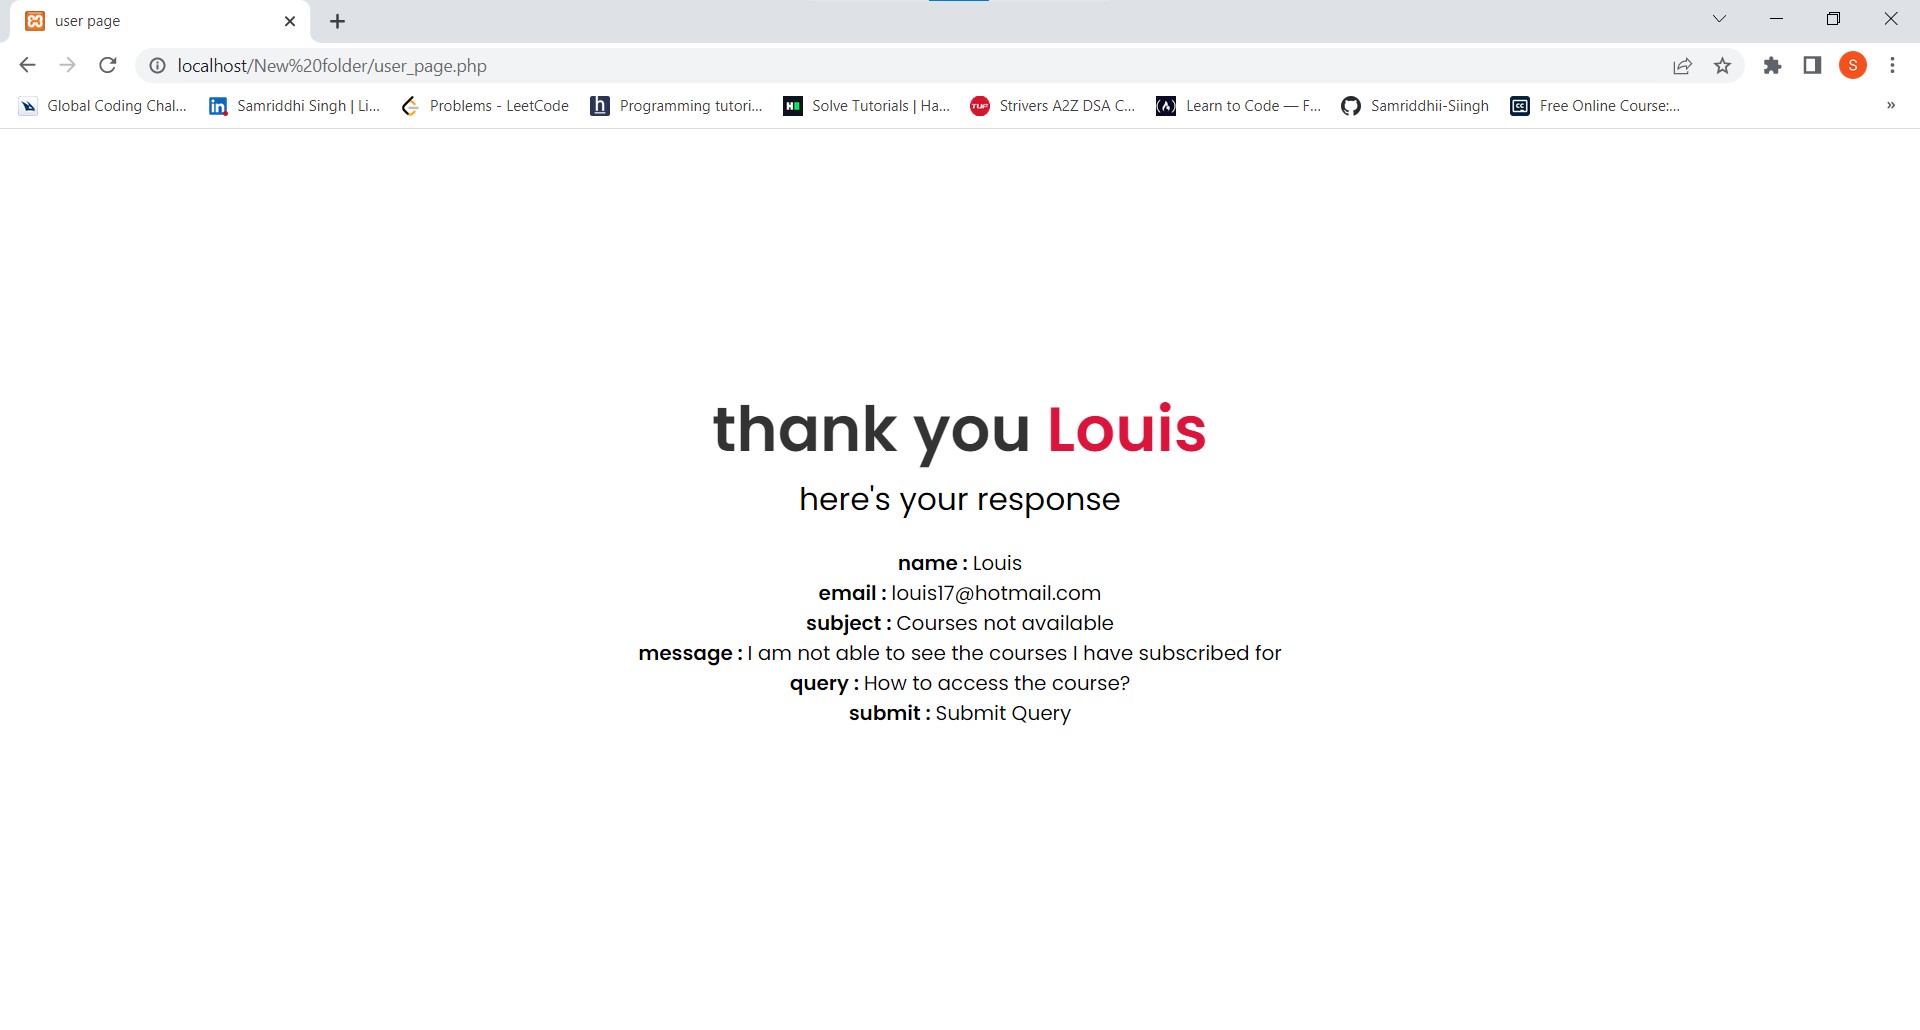 user page
localhost/New%20folder/user_page.php
S
Global Coding Chal...
in Samriddhi Singh | Li...
Problems - LeetCode
h Programming tutori...
H Solve Tutorials | Ha...
TUF Strivers A2Z DSA C...
Learn to Code — F...
Samriddhii-Siingh
CC Free Online Course:...
»
thank you Louis
here's your response
name : Louis
email : louis17@hotmail.com
subject : Courses not available
message : I am not able to see the courses I have subscribed for
query : How to access the course?
submit : Submit Query